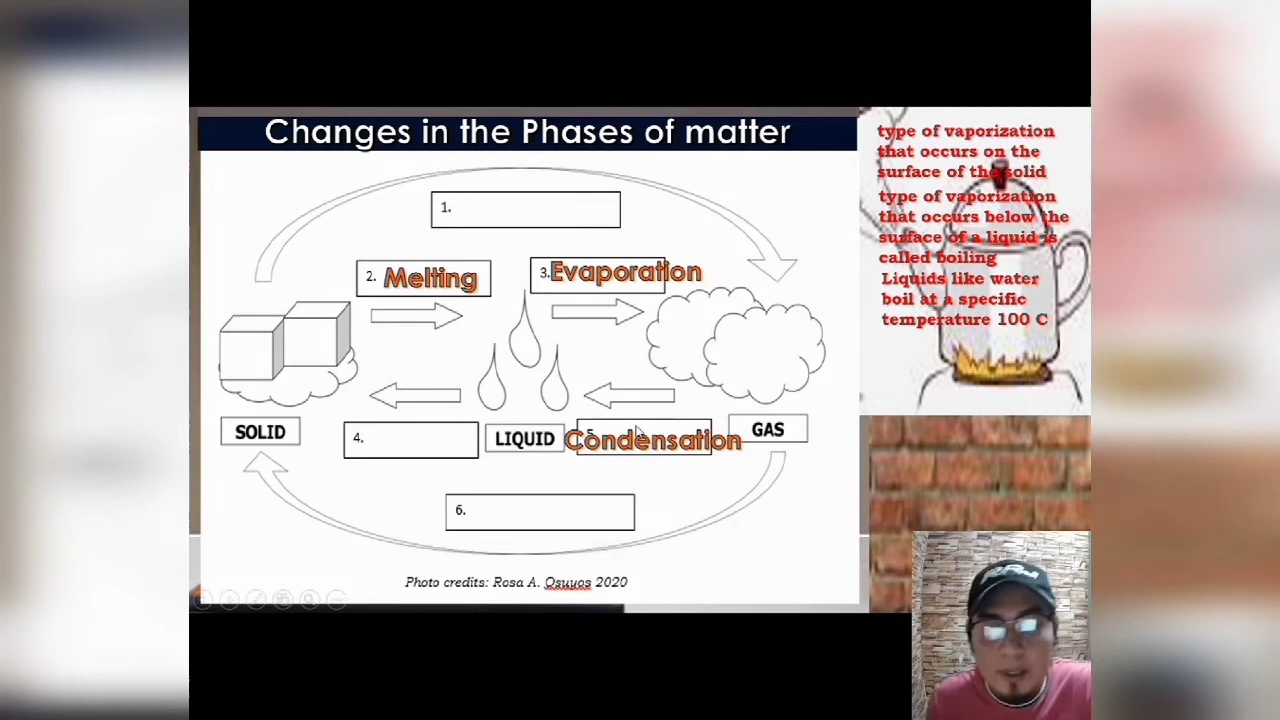 Changes in the Phases of matter
1.
2. Melting
3. Evaporation
SOLID
4.
LIQUID
5. Condensation
GAS
6.
Photo credits: Rosa A. Osuyos 2020
type of vaporization
that occurs on the
surface of the solid
type of vaporization
that occurs below the
surface of a liquid is
called boiling
Liquids like water
boil at a specific
temperature 100 C